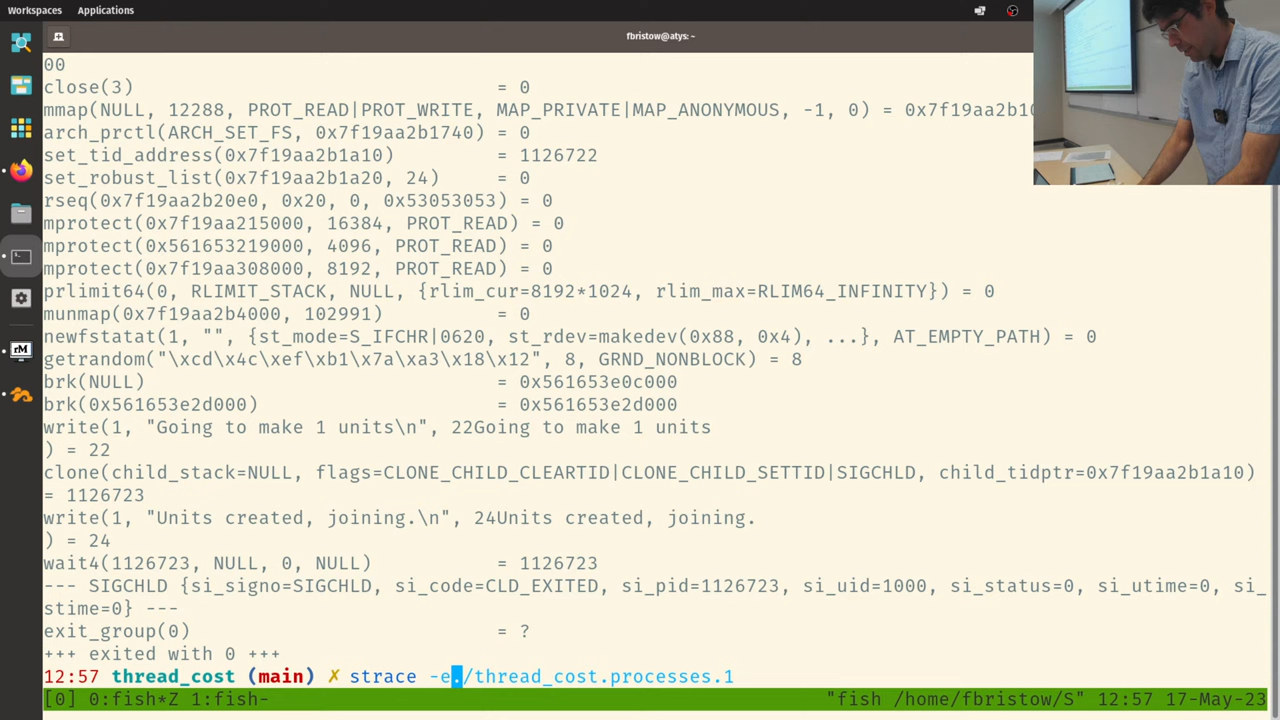 Workspaces Applications
fbristow@atys: ~
00
close(3) = 0
mmap(NULL, 12288, PROT_READ|PROT_WRITE, MAP_PRIVATE|MAP_ANONYMOUS, -1, 0) = 0x7f19aa2b10
arch_prctl(ARCH_SET_FS, 0x7f19aa2b1740) = 0
set_tid_address(0x7f19aa2b1a10) = 1126722
set_robust_list(0x7f19aa2b1a20, 24) = 0
rseq(0x7f19aa2b20e0, 0x20, 0, 0x53053053) = 0
mprotect(0x7f19aa215000, 16384, PROT_READ) = 0
mprotect(0x561653219000, 4096, PROT_READ) = 0
mprotect(0x7f19aa308000, 8192, PROT_READ) = 0
prlimit64(0, RLIMIT_STACK, NULL, {rlim_cur=8192*1024, rlim_max=RLIM64_INFINITY}) = 0
munmap(0x7f19aa2b4000, 102991) = 0
newfstatat(1, "", {st_mode=S_IFCHR|0620, st_rdev=makedev(0x88, 0x4), ...}, AT_EMPTY_PATH) = 0
getrandom("\xcd\x4c\xef\xb1\x7a\xa3\x18\x12", 8, GRND_NONBLOCK) = 8
brk(NULL) = 0x561653e0c000
brk(0x561653e2d000) = 0x561653e2d000
write(1, "Going to make 1 units\n", 22Going to make 1 units
) = 22
clone(child_stack=NULL, flags=CLONE_CHILD_CLEARTID|CLONE_CHILD_SETTID|SIGCHLD, child_tidptr=0x7f19aa2b1a10)
= 1126723
write(1, "Units created, joining.\n", 24Units created, joining.
) = 24
wait4(1126723, NULL, 0, NULL) = 1126723
--- SIGCHLD {si_signo=SIGCHLD, si_code=CLD_EXITED, si_pid=1126723, si_uid=1000, si_status=0, si_utime=0, si_
stime=0} ---
exit_group(0) = ?
+++ exited with 0 +++
12:57 thread_cost (main) ✗ strace -e./thread_cost.processes.1
[0] 0:fish*Z 1:fish- "fish /home/fbristow/S" 12:57 17-May-23